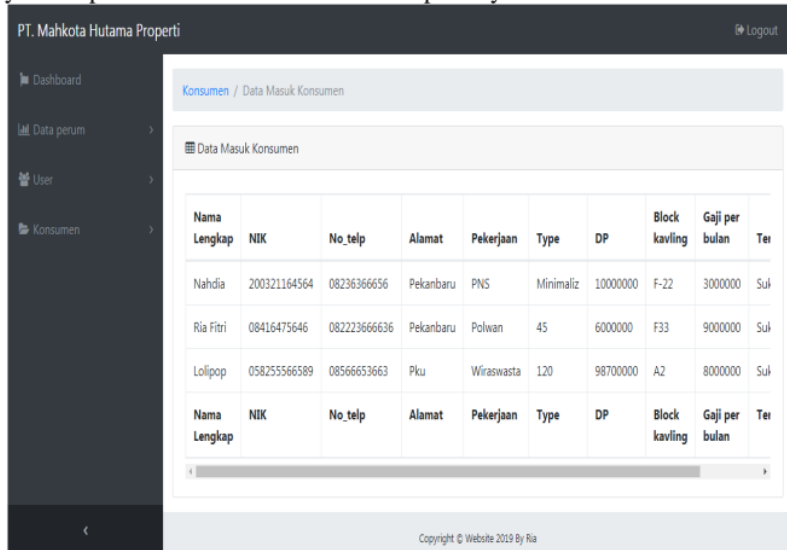 PT. Mahkota Hutama Properti Logout
Dashboard
Data perum
User
Konsumen
Konsumen / Data Masuk Konsumen
Data Masuk Konsumen
Nama Lengkap NIK No_telp Alamat Pekerjaan Type DP Block kavling Gaji per bulan
Nahdia 200321164564 08236366656 Pekanbaru PNS Minimaliz 10000000 F-22 3000000
Ria Fitri 08416475646 082223666636 Pekanbaru Polwan 45 6000000 F33 9000000
Lolipop 058255566589 08566653663 Pku Wiraswasta 120 98700000 A2 8000000
Nama Lengkap NIK No_telp Alamat Pekerjaan Type DP Block kavling Gaji per bulan
Copyright © Website 2019 By Ria